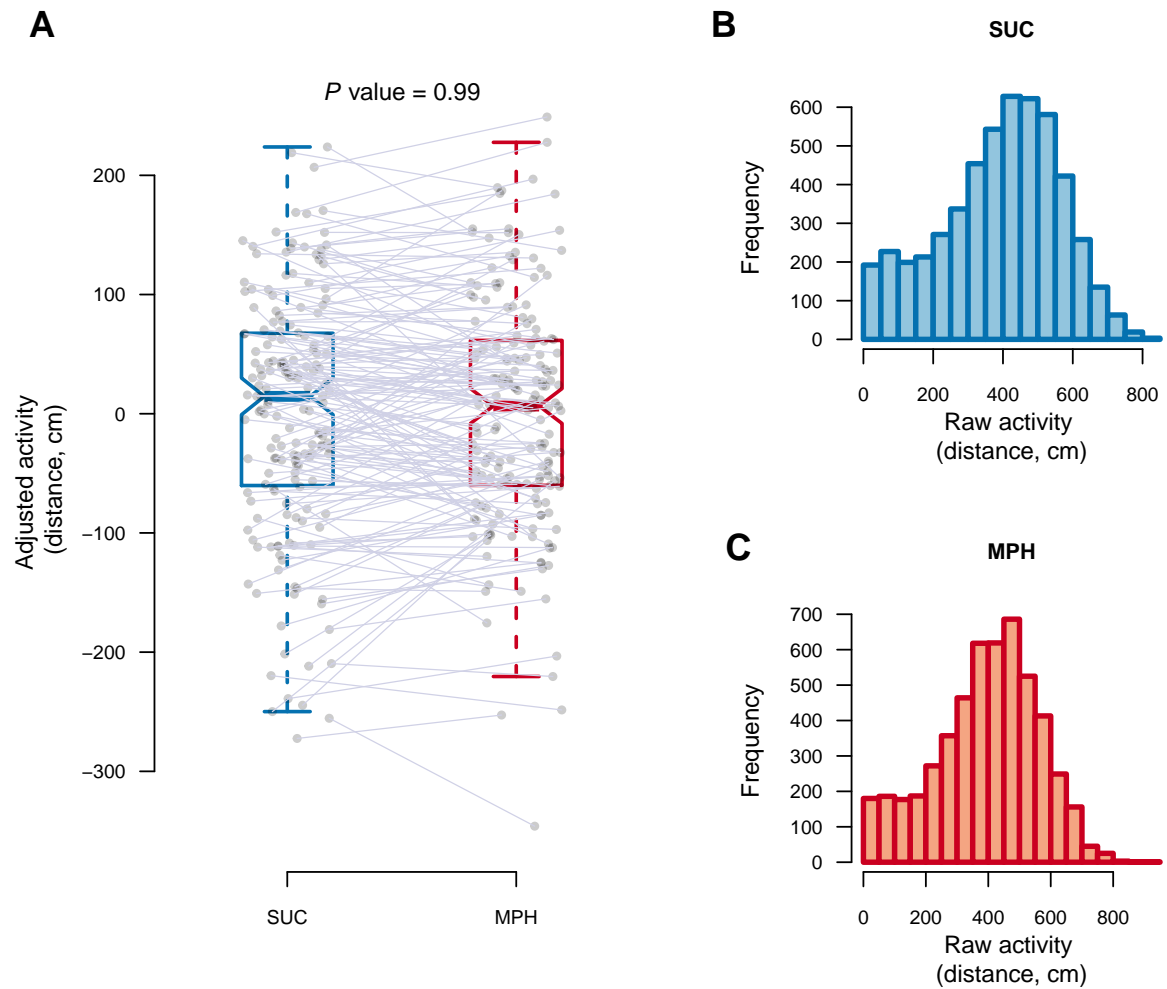 A
P value = 0.99
Adjusted activity
(distance, cm)
200
100
0
−100
−200
−300
SUC
MPH
B
SUC
Frequency
600
500
400
300
200
100
0
0 200 400 600 800
Raw activity
(distance, cm)
C
MPH
Frequency
700
600
500
400
300
200
100
0
0 200 400 600 800
Raw activity
(distance, cm)